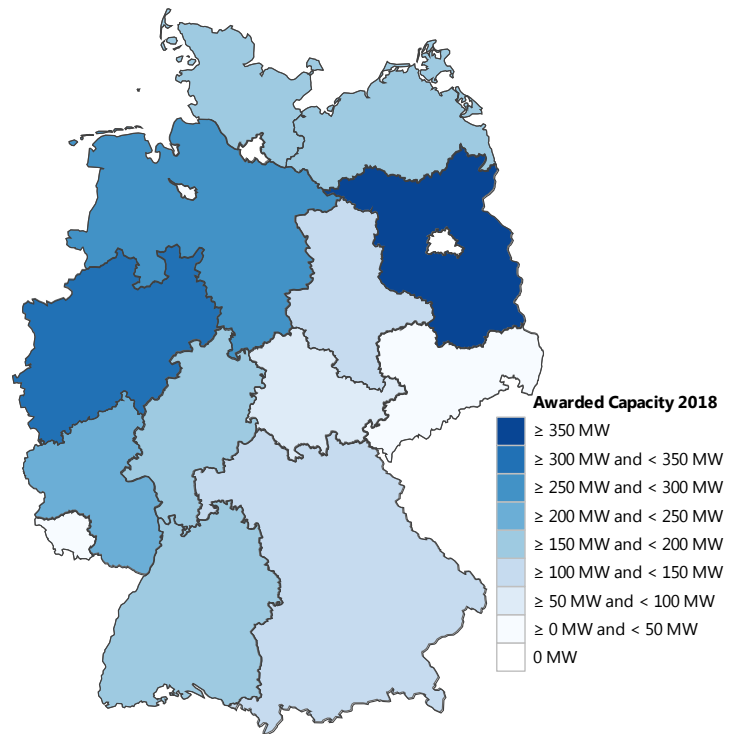 Awarded Capacity 2018
≥ 350 MW
≥ 300 MW and < 350 MW
≥ 250 MW and < 300 MW
≥ 200 MW and < 250 MW
≥ 150 MW and < 200 MW
≥ 100 MW and < 150 MW
≥ 50 MW and < 100 MW
≥ 0 MW and < 50 MW
0 MW